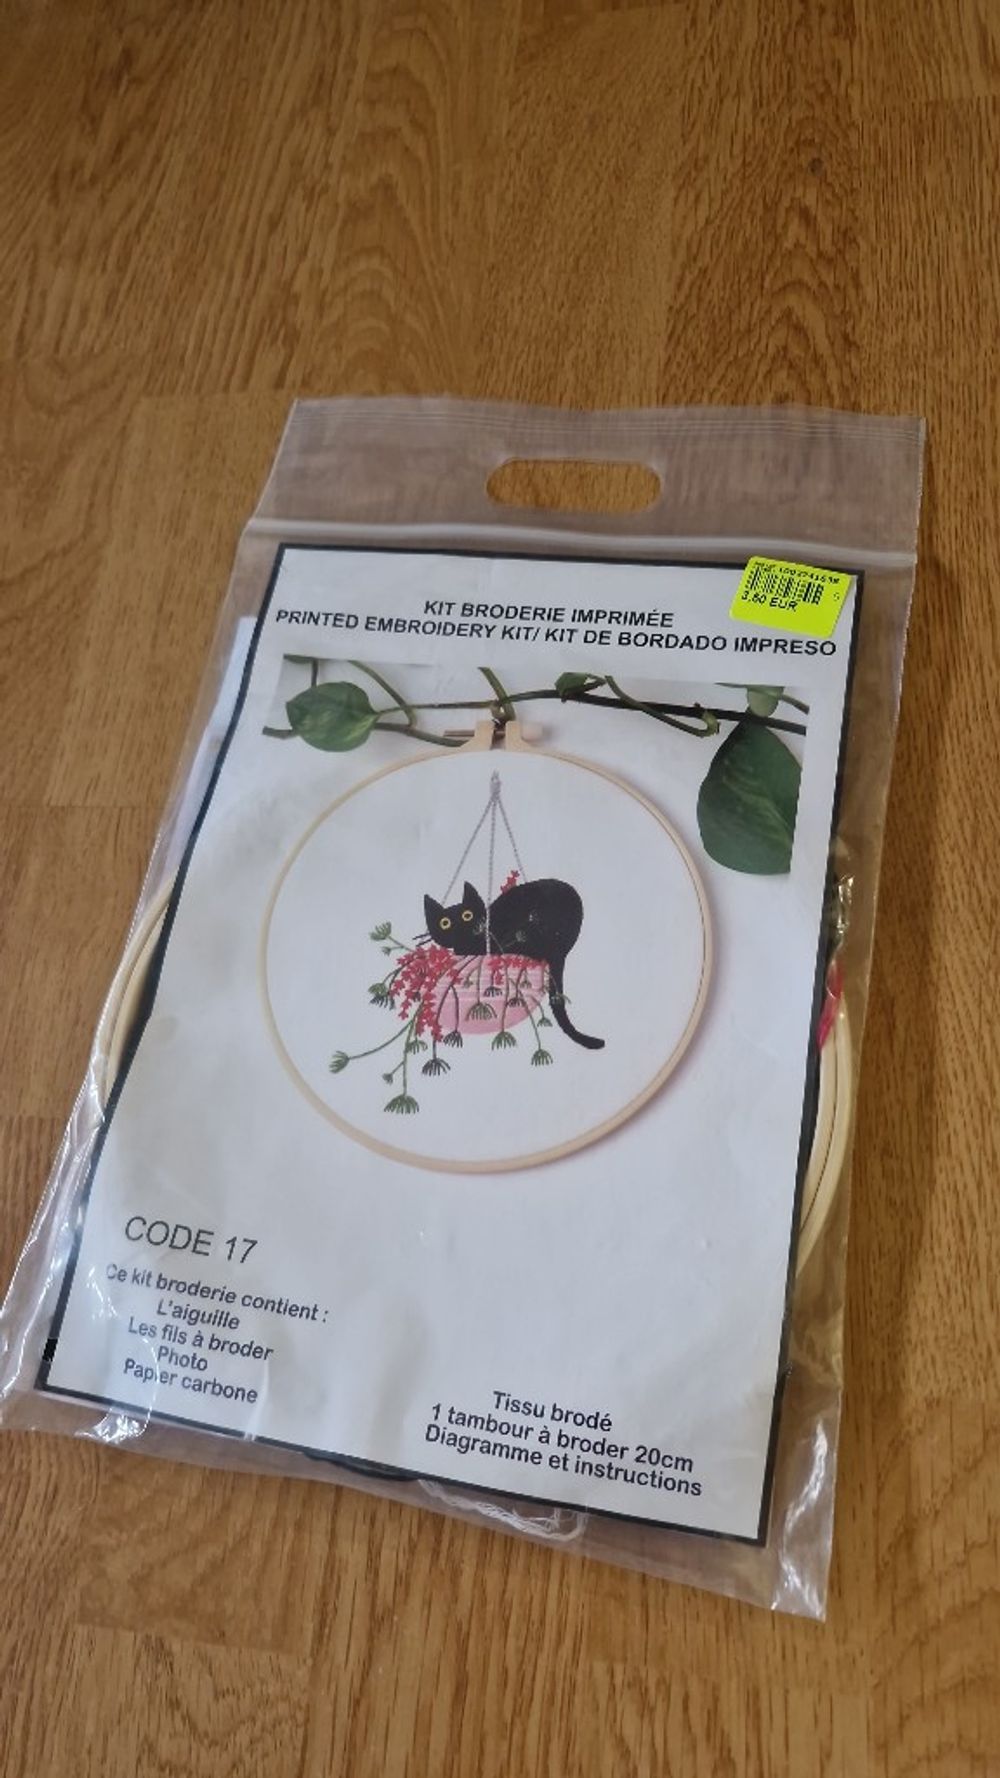 3,60 EUR
KIT BRODERIE IMPRIMÉE
PRINTED EMBROIDERY KIT/ KIT DE BORDADO IMPRESO
CODE 17
Ce kit broderie contient :
L'aiguille
Les fils à broder
Photo
Papier carbone
Tissu brodé
1 tambour à broder 20cm
Diagramme et instructions